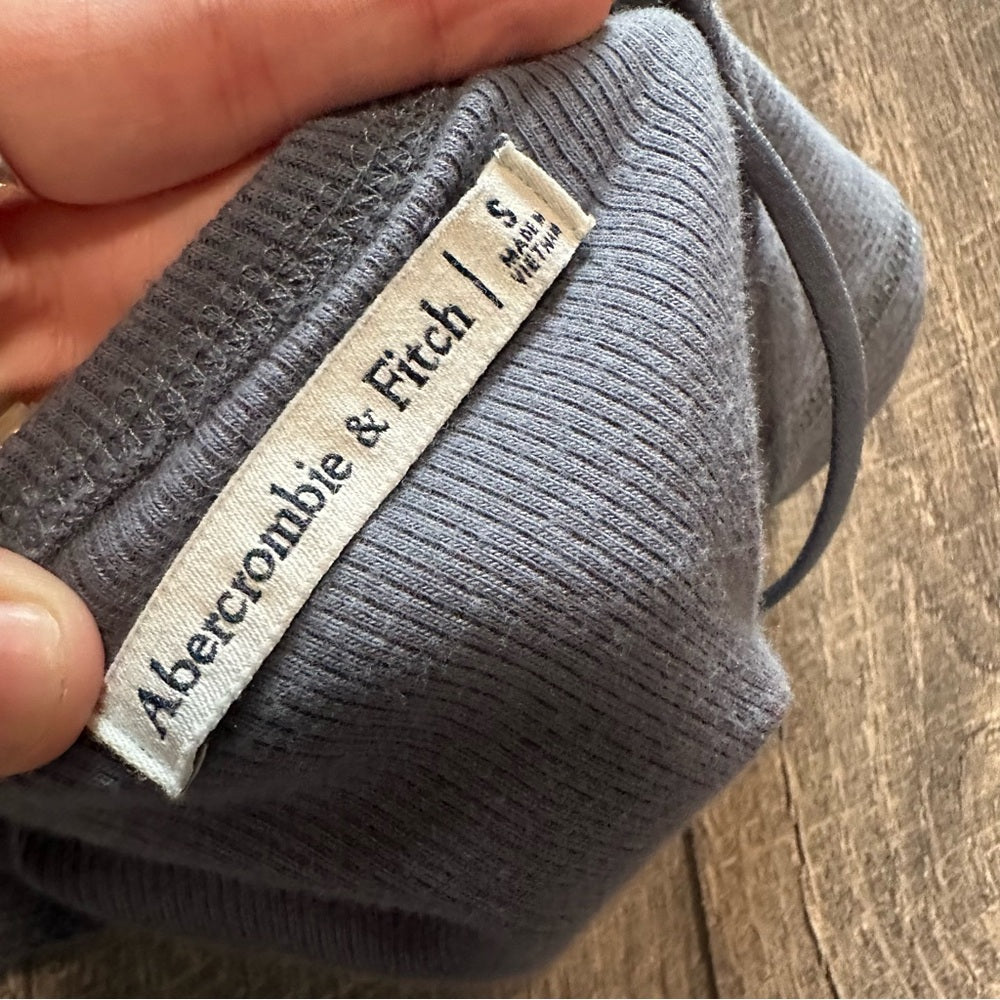 Abercrombie & Fitch | S
MADE IN
VIETNAM